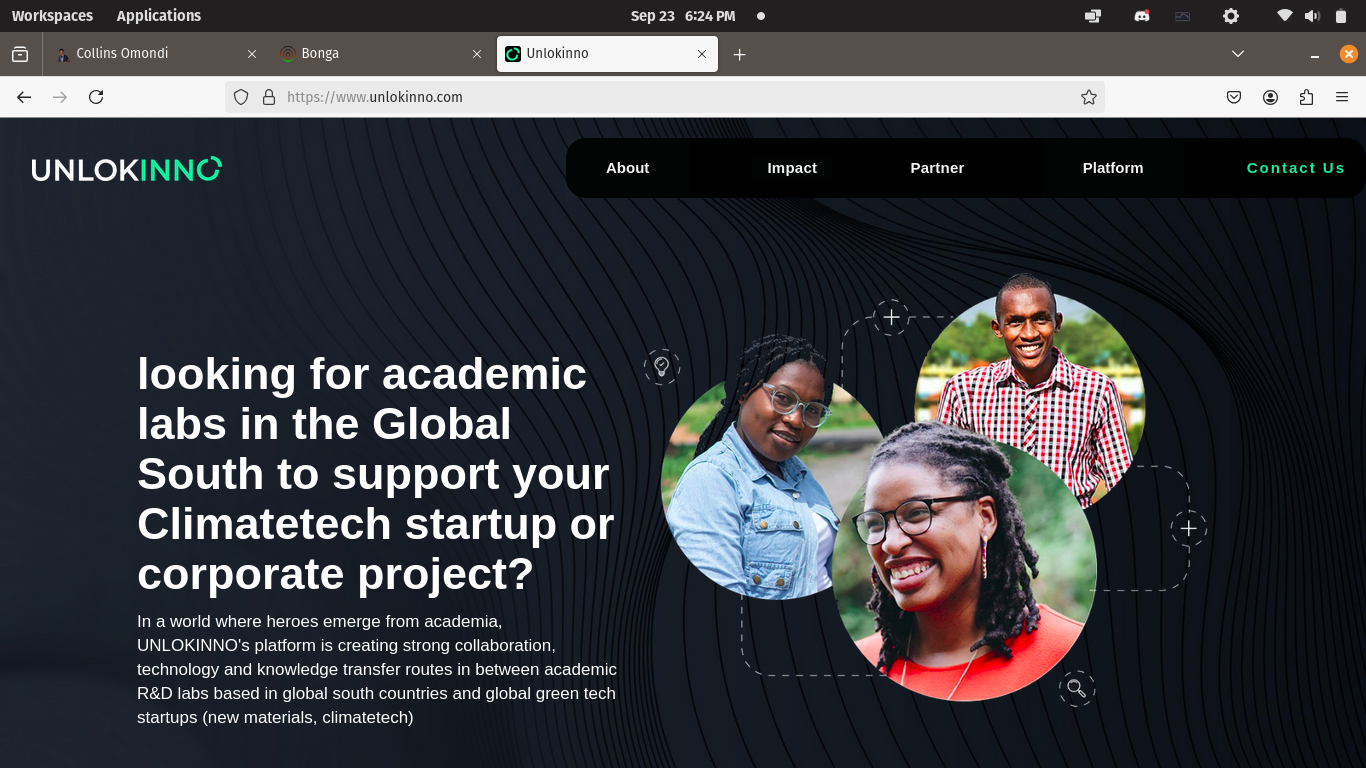 Workspaces Applications Sep 23 6:24 PM
Collins Omondi Bonga Unlokinno
https://www.unlokinno.com
UNLOKINNO About Impact Partner Platform Contact Us
looking for academic
labs in the Global
South to support your
Climatetech startup or
corporate project?
In a world where heroes emerge from academia,
UNLOKINNO's platform is creating strong collaboration,
technology and knowledge transfer routes in between academic
R&D labs based in global south countries and global green tech
startups (new materials, climatetech)